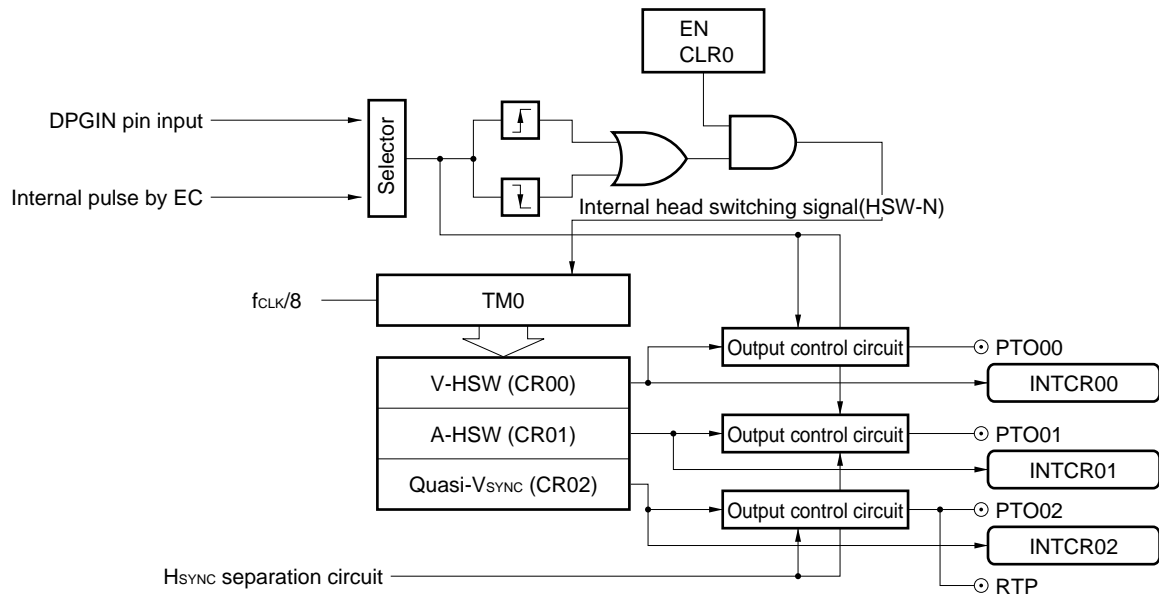 EN
CLR0
DPGIN pin input
Selector
Internal pulse by EC
Internal head switching signal(HSW-N)
fCLK/8
TM0
Output control circuit
PTO00
V-HSW (CR00)
INTCR00
A-HSW (CR01)
Output control circuit
PTO01
INTCR01
Quasi-VSYNC (CR02)
Output control circuit
PTO02
INTCR02
HSYNC separation circuit
RTP